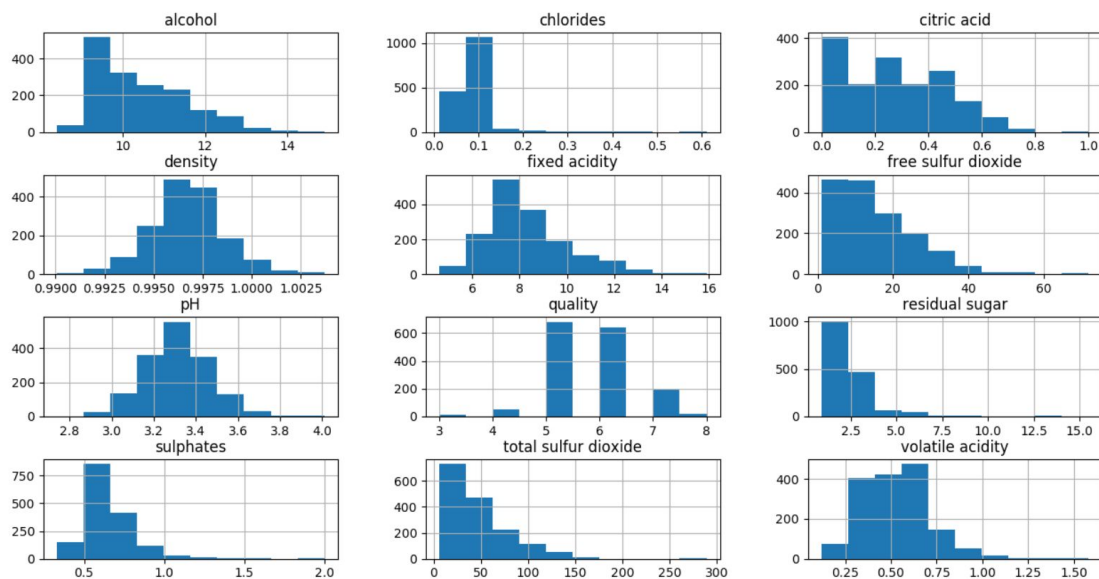 alcohol chlorides citric acid
400 1000 400
200 500 200
0 0 0
10 12 14 0.0 0.1 0.2 0.3 0.4 0.5 0.6 0.0 0.2 0.4 0.6 0.8 1.0
density fixed acidity free sulfur dioxide
400 400 400
200 200 200
0 0 0
0.9900 0.9925 0.9950 0.9975 1.0000 1.0025 6 8 10 12 14 16 0 20 40 60
pH quality residual sugar
400 600 1000
200 400 500
0 200 0
0
2.8 3.0 3.2 3.4 3.6 3.8 4.0 3 4 5 6 7 8 2.5 5.0 7.5 10.0 12.5 15.0
sulphates total sulfur dioxide volatile acidity
750 600 400
500 400 200
250 200 0
0 0
0.5 1.0 1.5 2.0 0 50 100 150 200 250 300 0.25 0.50 0.75 1.00 1.25 1.50